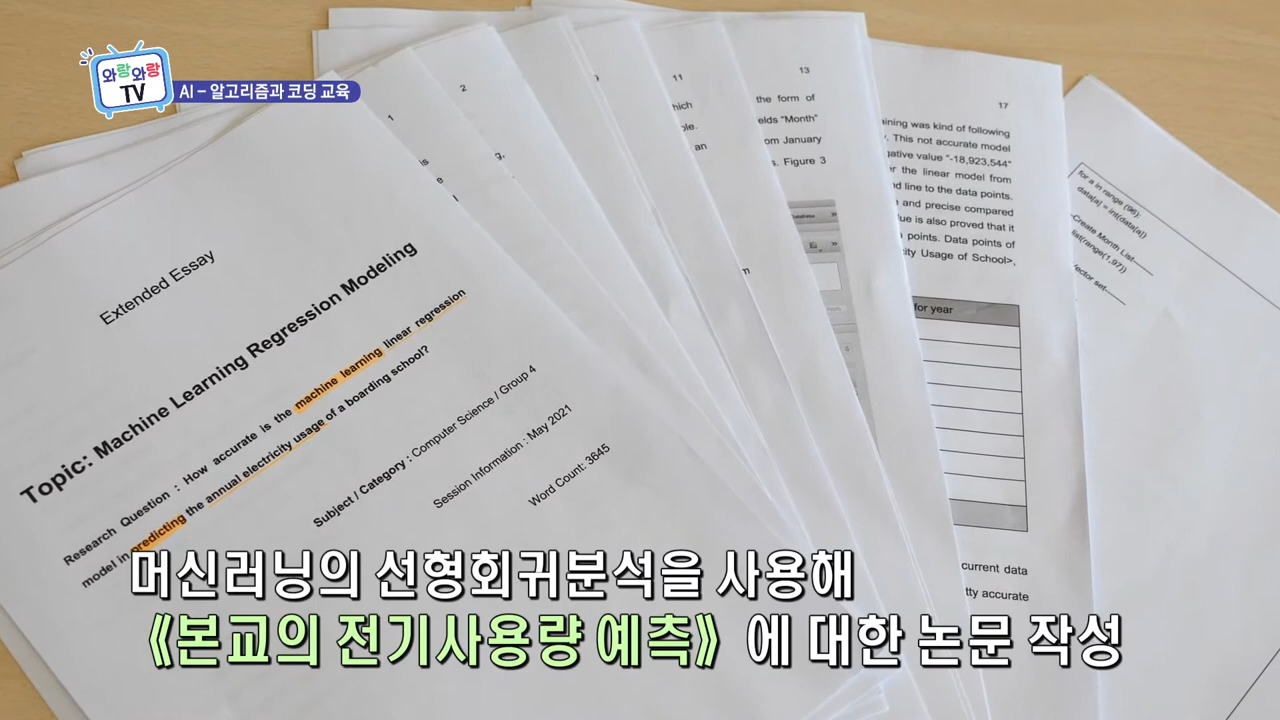 와랑와랑
TV
AI – 알고리즘과 코딩 교육
Extended Essay
Topic: Machine Learning Regression Modeling
Research Question : How accurate is the machine learning linear regression
model in predicting the annual electricity usage of a boarding school?
Subject / Category : Computer Science / Group 4
Session Information : May 2021
Word Count: 3645
1
2
11
13
the form of
elds "Month"
om January
s. Figure 3
17
aining was kind of following
. This not accurate model
gative value "-18,923,544"
r the linear model from
nd line to the data points.
and precise compared
lue is also proved that it
points. Data points of
city Usage of School>,
for year
current data
tty accurate
for a in range (96):
data[a] = int(data[a])
-Create Month List-----
list(range(1,97))
ector set----
머신러닝의 선형회귀분석을 사용해
《본교의 전기사용량 예측》 에 대한 논문 작성